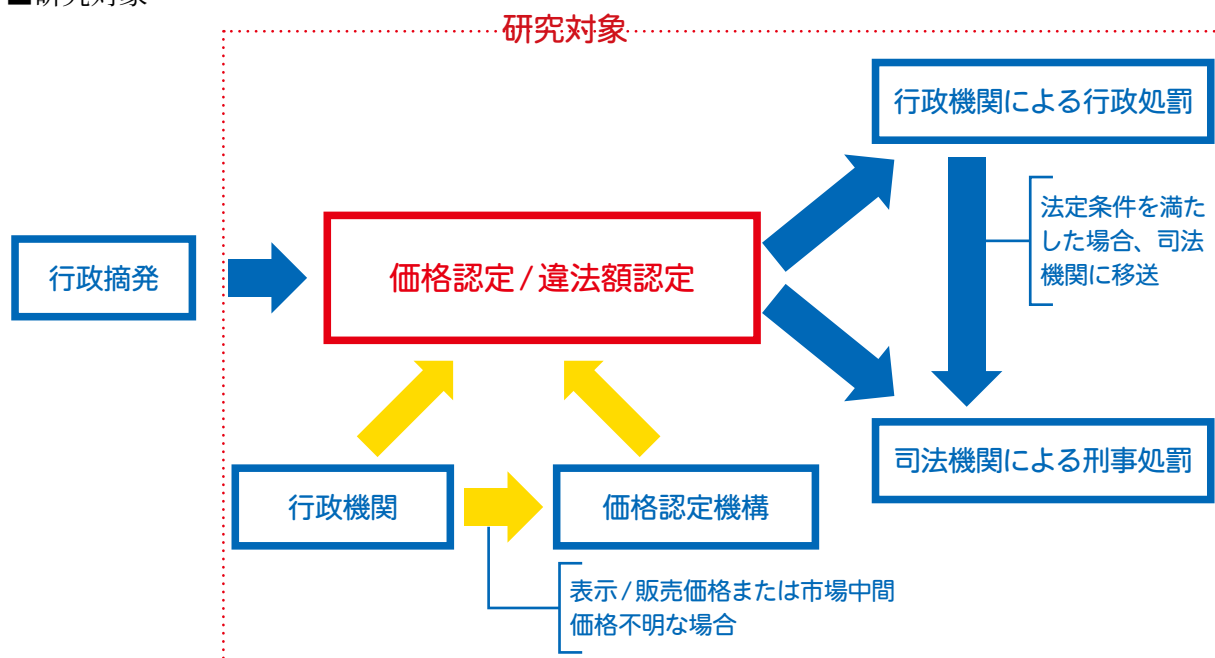 ■研究対象
研究対象
行政機関による行政処罰
法定条件を満た
した場合、司法
機関に移送
行政摘発
価格認定/違法額認定
司法機関による刑事処罰
行政機関
価格認定機構
表示/販売価格または市場中間
価格不明な場合